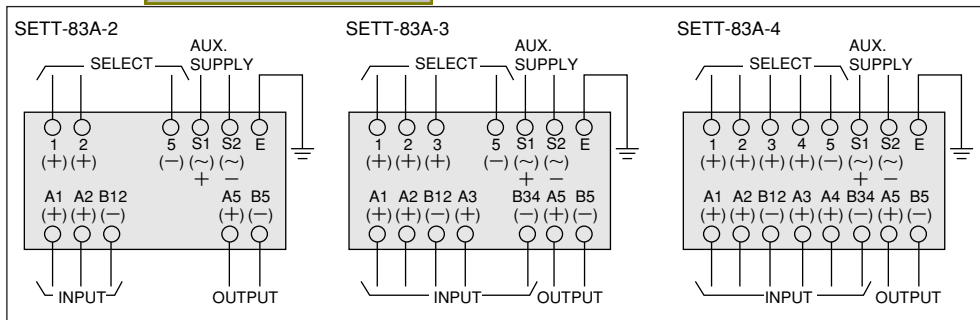 SETT-83A-2
SELECT
AUX.
SUPPLY
1 2 5 S1 S2 E
(+) (+) (−) (~) (~)
+ −
A1 A2 B12 A5 B5
(+) (+) (−) (+) (−)
INPUT OUTPUT
SETT-83A-3
SELECT
AUX.
SUPPLY
1 2 3 5 S1 S2 E
(+) (+) (+) (−) (~) (~)
+ −
A1 A2 B12 A3 B34 A5 B5
(+) (+) (−) (+) (−) (+) (−)
INPUT OUTPUT
SETT-83A-4
SELECT
AUX.
SUPPLY
1 2 3 4 5 S1 S2 E
(+) (+) (+) (+) (−) (~) (~)
+ −
A1 A2 B12 A3 A4 B34 A5 B5
(+) (+) (−) (+) (+) (−) (+) (−)
INPUT OUTPUT